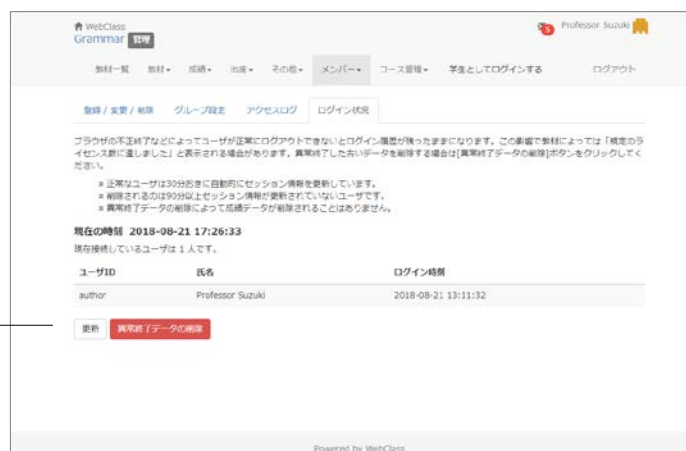 WebClass
Grammar 管理
5 Professor Suzuki
教材一覧 教材 成績 出席 その他 メンバー コース管理 学生としてログインする ログアウト
登録 / 変更 / 削除 グループ設定 アクセスログ ログイン状況
ブラウザの不正終了などによってユーザが正常にログアウトできないとログイン履歴が残ったままになります。この影響で教材によっては「規定のラ
イセンス数に達しました」と表示される場合があります。異常終了した古いデータを削除する場合は[異常終了データの削除]ボタンをクリックしてく
ださい。
※ 正常なユーザは30分おきに自動的にセッション情報を更新しています。
※ 削除されるのは90分以上セッション情報が更新されていないユーザです。
※ 異常終了データの削除によって成績データが削除されることはありません。
現在の時刻 2018-08-21 17:26:33
現在接続しているユーザは 1 人です。
ユーザID 氏名 ログイン時刻
author Professor Suzuki 2018-08-21 13:11:32
更新 異常終了データの削除
Powered by WebClass